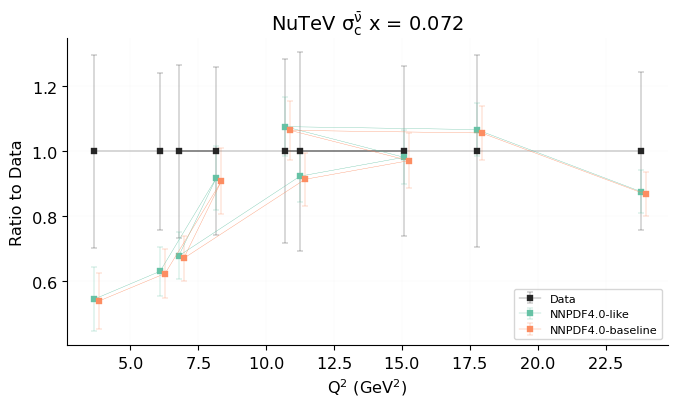 NuTeV σ_c^ν̄ x = 0.072
Ratio to Data
1.2
1.0
0.8
0.6
5.0 7.5 10.0 12.5 15.0 17.5 20.0 22.5
Q² (GeV²)
Data
NNPDF4.0-like
NNPDF4.0-baseline